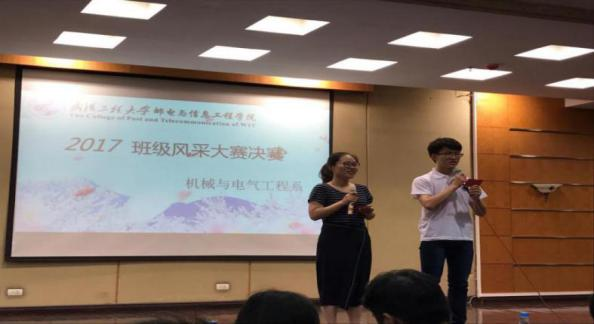 武汉工程大学邮电与信息工程学院
The College of Post and Telecommunication of WIT
2017 班级风采大赛决赛
机械与电气工程系